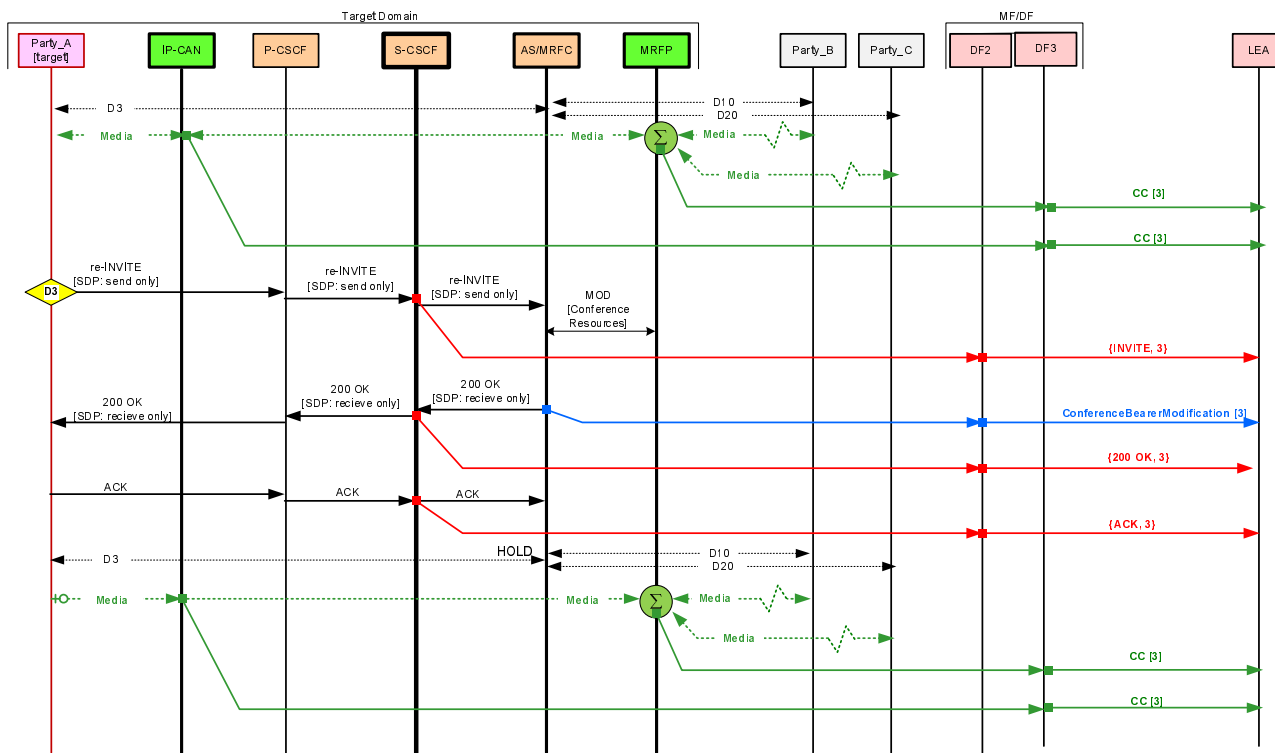 Target Domain
MF/DF
Party_A
[target]
IP-CAN
P-CSCF
S-CSCF
AS/MRFC
MRFP
Party_B
Party_C
DF2
DF3
LEA
D3
D10
D20
Media
Media
Σ
Media
Media
CC [3]
CC [3]
D3
re-INVITE
[SDP: send only]
re-INVITE
[SDP: send only]
re-INVITE
[SDP: send only]
MOD
[Conference
Resources]
{INVITE, 3}
200 OK
[SDP: recieve only]
200 OK
[SDP: recieve only]
200 OK
[SDP: recieve only]
ConferenceBearerModification [3]
{200 OK, 3}
ACK
ACK
ACK
{ACK, 3}
HOLD
D3
D10
D20
Media
Media
Σ
Media
Media
CC [3]
CC [3]